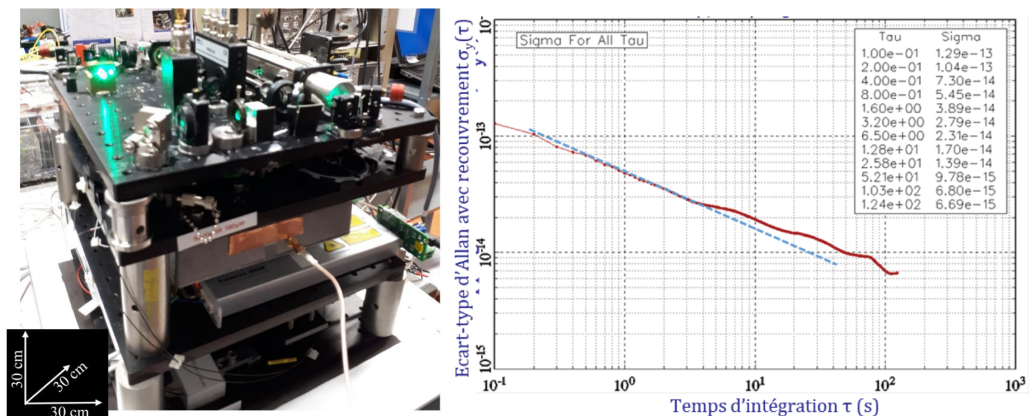 30 cm
30 cm
30 cm
Ecart-type d'Allan avec recouvrement σy(τ)
10⁻¹³
10⁻¹⁴
10⁻¹⁵
Sigma For All Tau
Tau Sigma
1.00e-01 1.29e-13
2.00e-01 1.04e-13
4.00e-01 7.30e-14
8.00e-01 5.45e-14
1.60e+00 3.89e-14
3.20e+00 2.79e-14
6.50e+00 2.31e-14
1.28e+01 1.70e-14
2.58e+01 1.39e-14
5.21e+01 9.78e-15
1.03e+02 6.80e-15
1.24e+02 6.69e-15
10⁻¹ 10⁰ 10¹ 10² 10³
Temps d'intégration τ (s)